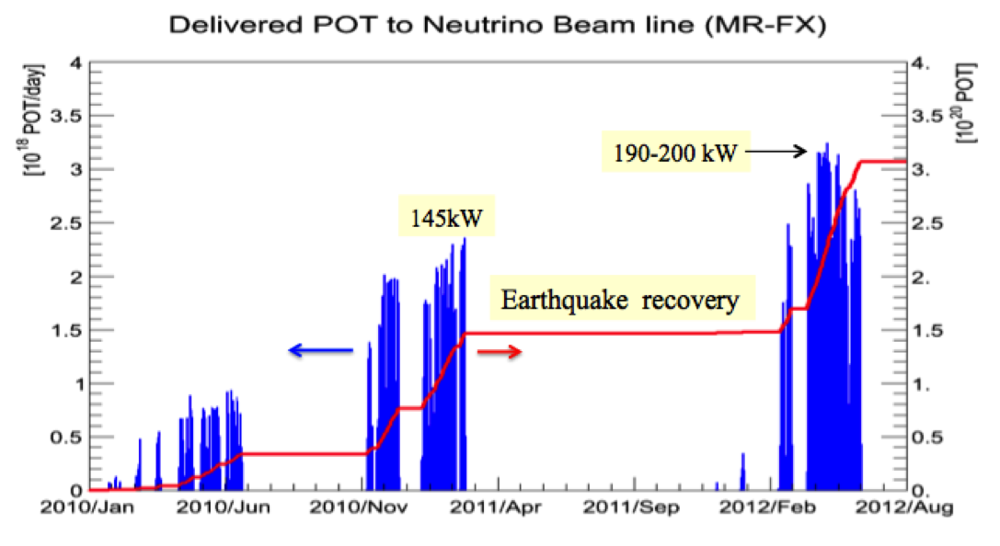 Delivered POT to Neutrino Beam line (MR-FX)
[10^18 POT/day]
4
3.5
3
2.5
2
1.5
1
0.5
0
190-200 kW
145kW
Earthquake recovery
4.
3.5
3.
2.5
2.
1.5
1.
0.5
0.
[10^20 POT]
2010/Jan 2010/Jun 2010/Nov 2011/Apr 2011/Sep 2012/Feb 2012/Aug